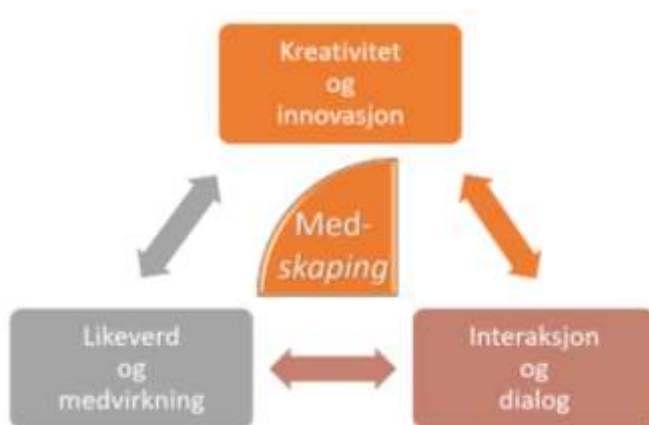 Kreativitet
og
innovasjon
Med-
skaping
Likeverd
og
medvirkning
Interaksjon
og
dialog